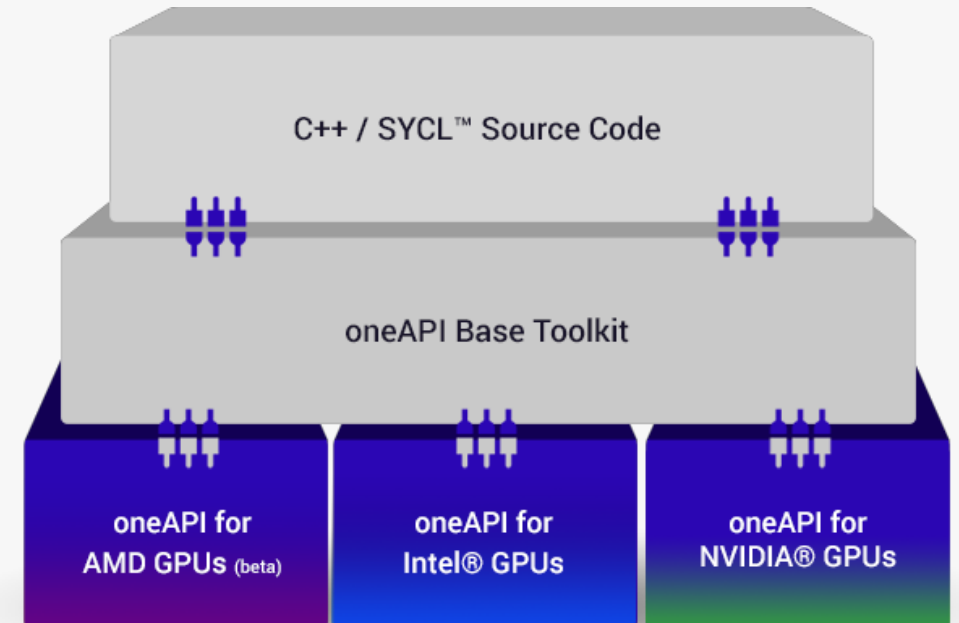 C++ / SYCL™ Source Code
oneAPI Base Toolkit
oneAPI for
AMD GPUs (beta)
oneAPI for
Intel® GPUs
oneAPI for
NVIDIA® GPUs